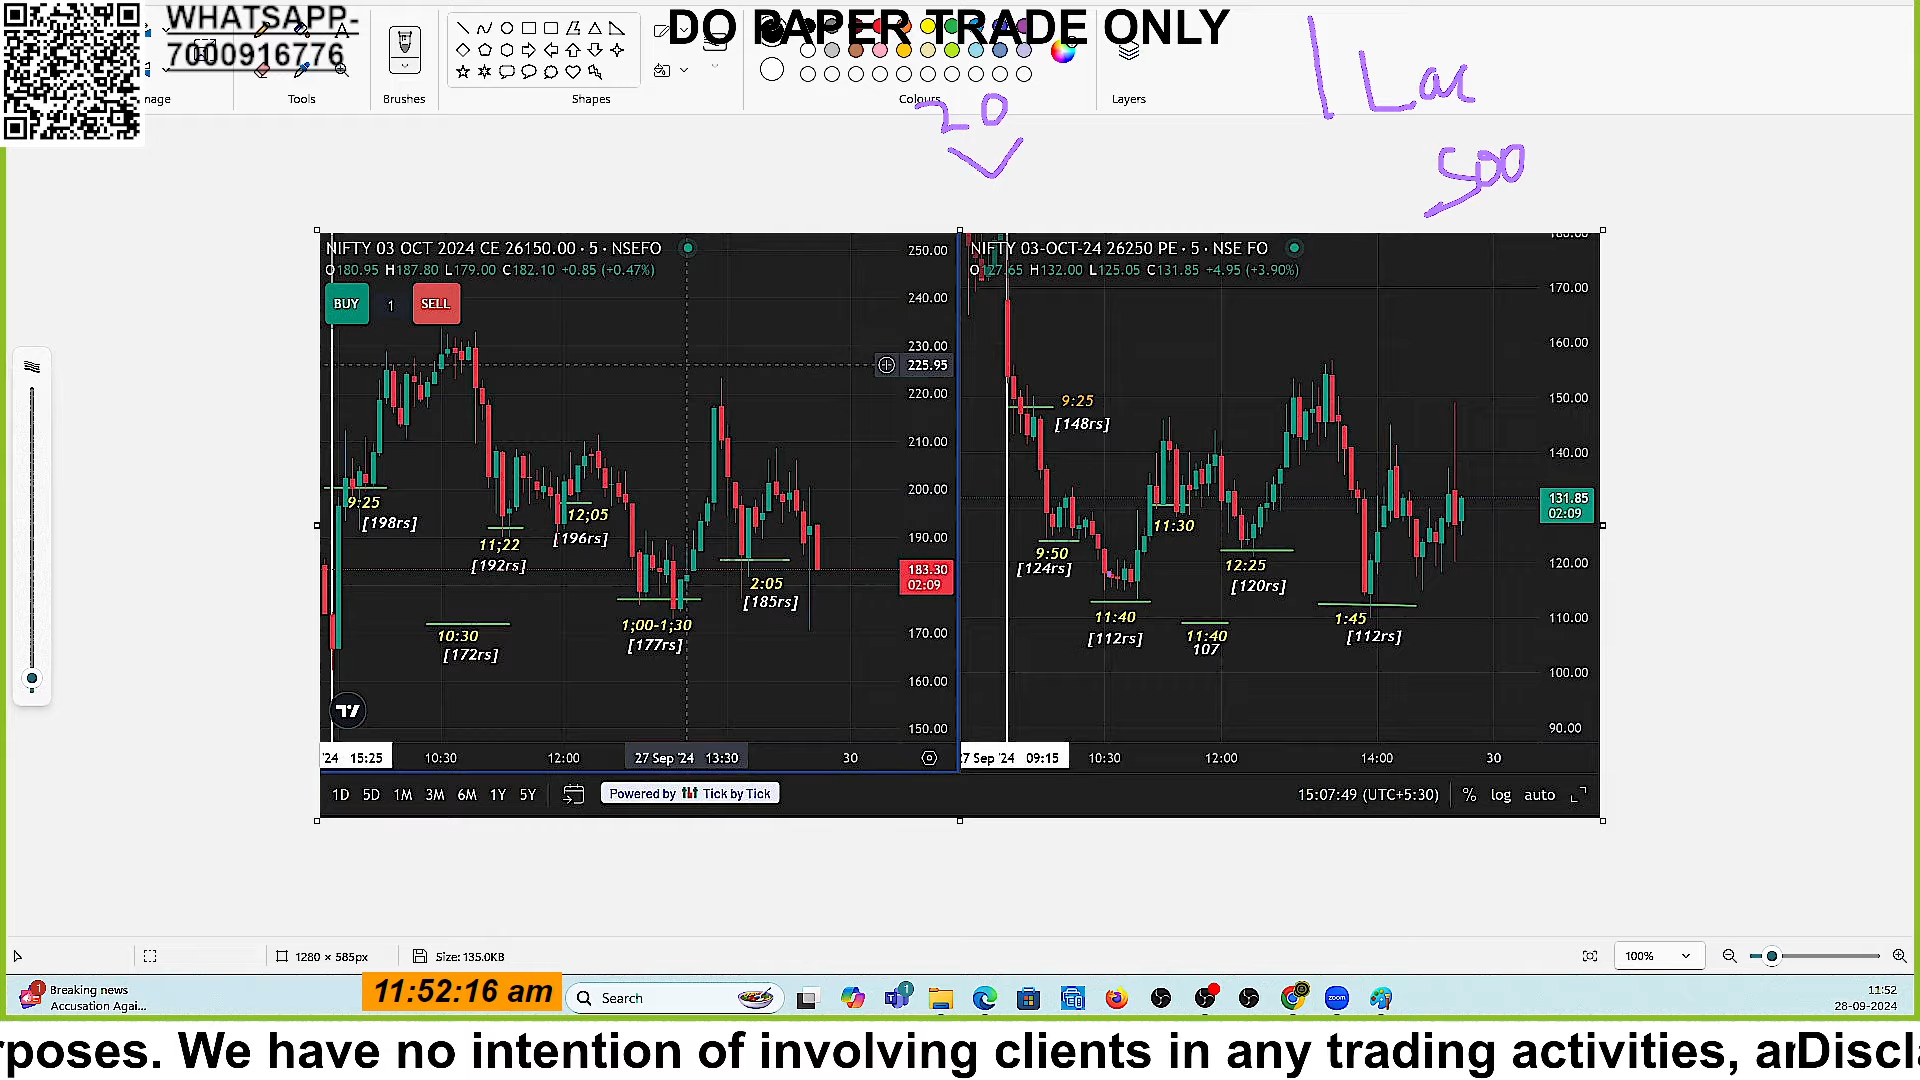 WHATSAPP-
7000916776
DO PAPER TRADE ONLY
Tools
Brushes
Shapes
Colours
Layers
20
1 Lac
500
NIFTY 03 OCT 2024 CE 26150.00 · 5 · NSEFO
O180.95 H187.80 L179.00 C182.10 +0.85 (+0.47%)
BUY 1 SELL
250.00
240.00
230.00
225.95
220.00
210.00
200.00
190.00
183.30
02:09
170.00
160.00
150.00
9:25
[198rs]
11;22
[192rs]
12;05
[196rs]
10:30
[172rs]
1;00-1;30
[177rs]
2:05
[185rs]
'24 15:25 10:30 12:00 27 Sep '24 13:30 30
NIFTY 03-OCT-24 26250 PE · 5 · NSE FO
O127.65 H132.00 L125.05 C131.85 +4.95 (+3.90%)
180.00
170.00
160.00
150.00
140.00
131.85
02:09
120.00
110.00
100.00
90.00
9:25
[148rs]
9:50
[124rs]
11:30
11:40
[112rs]
11:40
107
12:25
[120rs]
1:45
[112rs]
27 Sep '24 09:15 10:30 12:00 14:00 30
1D 5D 1M 3M 6M 1Y 5Y Powered by Tick by Tick
15:07:49 (UTC+5:30) % log auto
1280 × 585px Size: 135.0KB
100%
Breaking news
Accusation Agai...
11:52:16 am
Search
11:52
28-09-2024
rposes. We have no intention of involving clients in any trading activities, ar
Discla